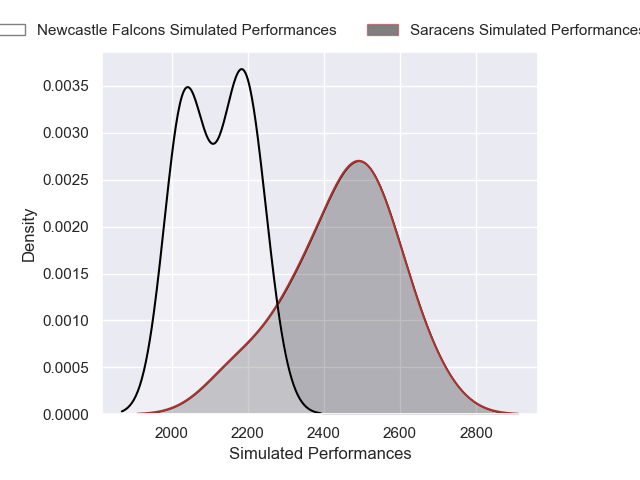 Newcastle Falcons Simulated Performances
Saracens Simulated Performances
0.0035
0.0030
0.0025
0.0020
0.0015
0.0010
0.0005
0.0000
Density
2000 2200 2400 2600 2800
Simulated Performances